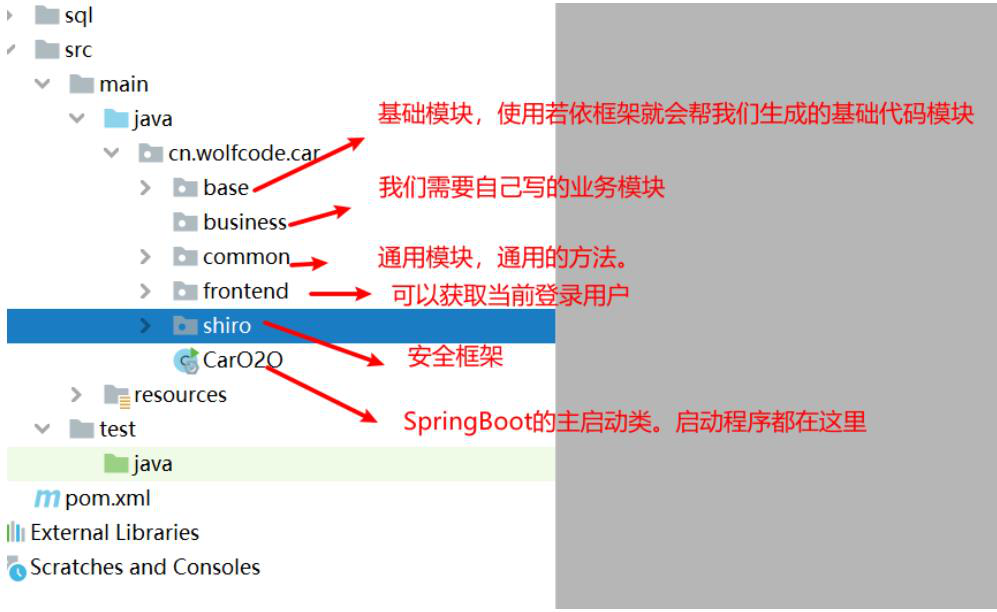 sql
src
main
java
基础模块，使用若依框架就会帮我们生成的基础代码模块
cn.wolfcode.car
base
我们需要自己写的业务模块
business
common
通用模块，通用的方法。
frontend
可以获取当前登录用户
shiro
安全框架
CarO2O
SpringBoot的主启动类。启动程序都在这里
resources
test
java
pom.xml
External Libraries
Scratches and Consoles